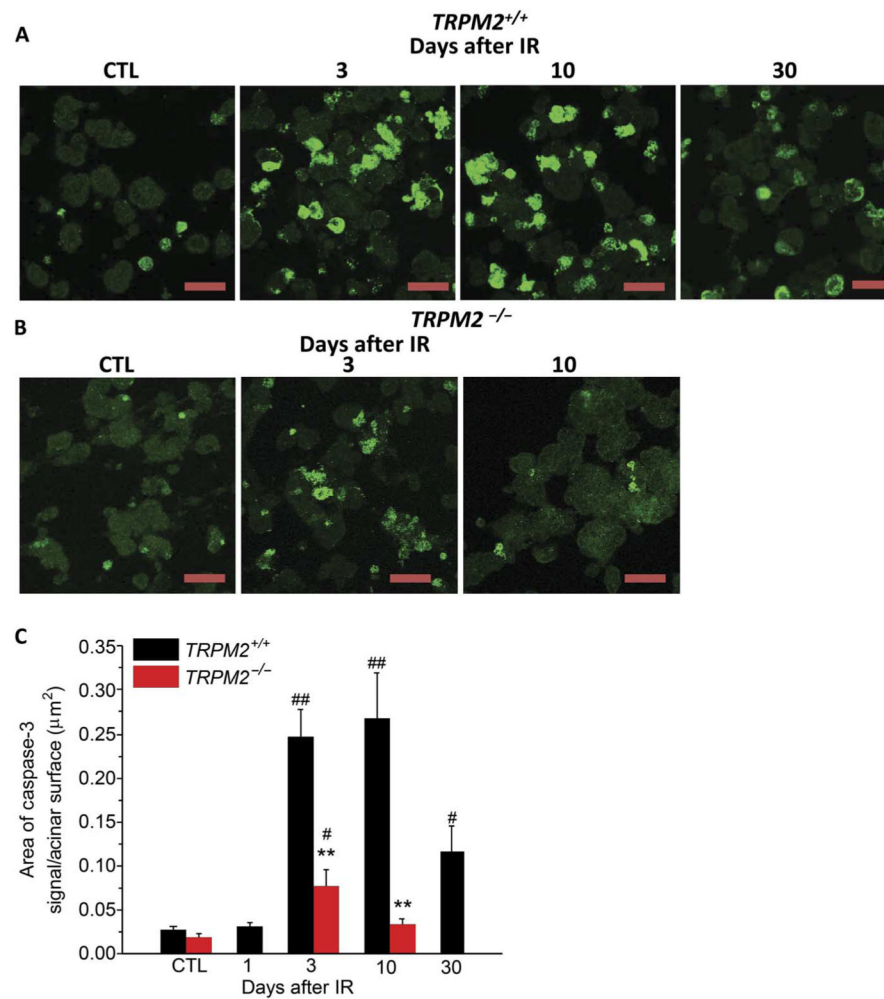 A
TRPM2+/+
Days after IR
CTL 3 10 30
B
TRPM2 –/–
Days after IR
CTL 3 10
C
TRPM2+/+
TRPM2–/–
Area of caspase-3
signal/acinar surface (μm2)
0.35
0.30
0.25
0.20
0.15
0.10
0.05
0.00
##
##
#
**
**
#
CTL 1 3 10 30
Days after IR